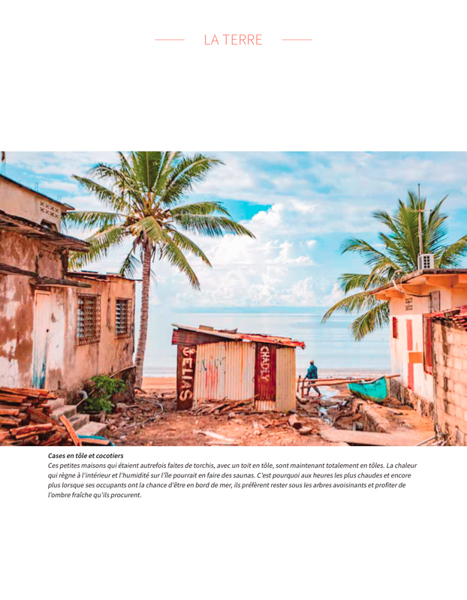 LA TERRE
ELIAS
CHADLY
Cases en tôle et cocotiers
Ces petites maisons qui étaient autrefois faites de torchis, avec un toit en tôle, sont maintenant totalement en tôles. La chaleur
qui règne à l'intérieur et l'humidité sur l'île pourrait en faire des saunas. C'est pourquoi aux heures les plus chaudes et encore
plus lorsque ses occupants ont la chance d'être en bord de mer, ils préfèrent rester sous les arbres avoisinants et profiter de
l'ombre fraîche qu'ils procurent.